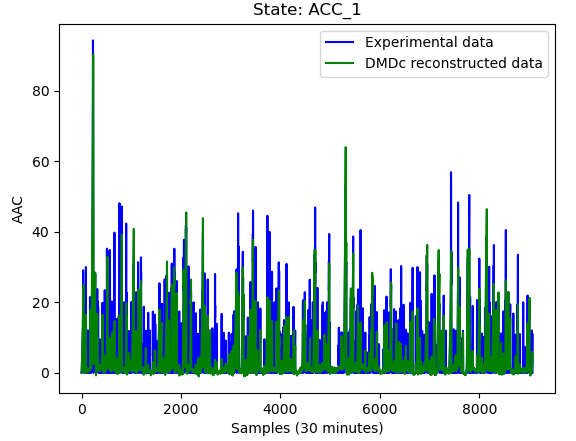 State: ACC_1
Experimental data
DMDc reconstructed data
AAC
80
60
40
20
0
0 2000 4000 6000 8000
Samples (30 minutes)